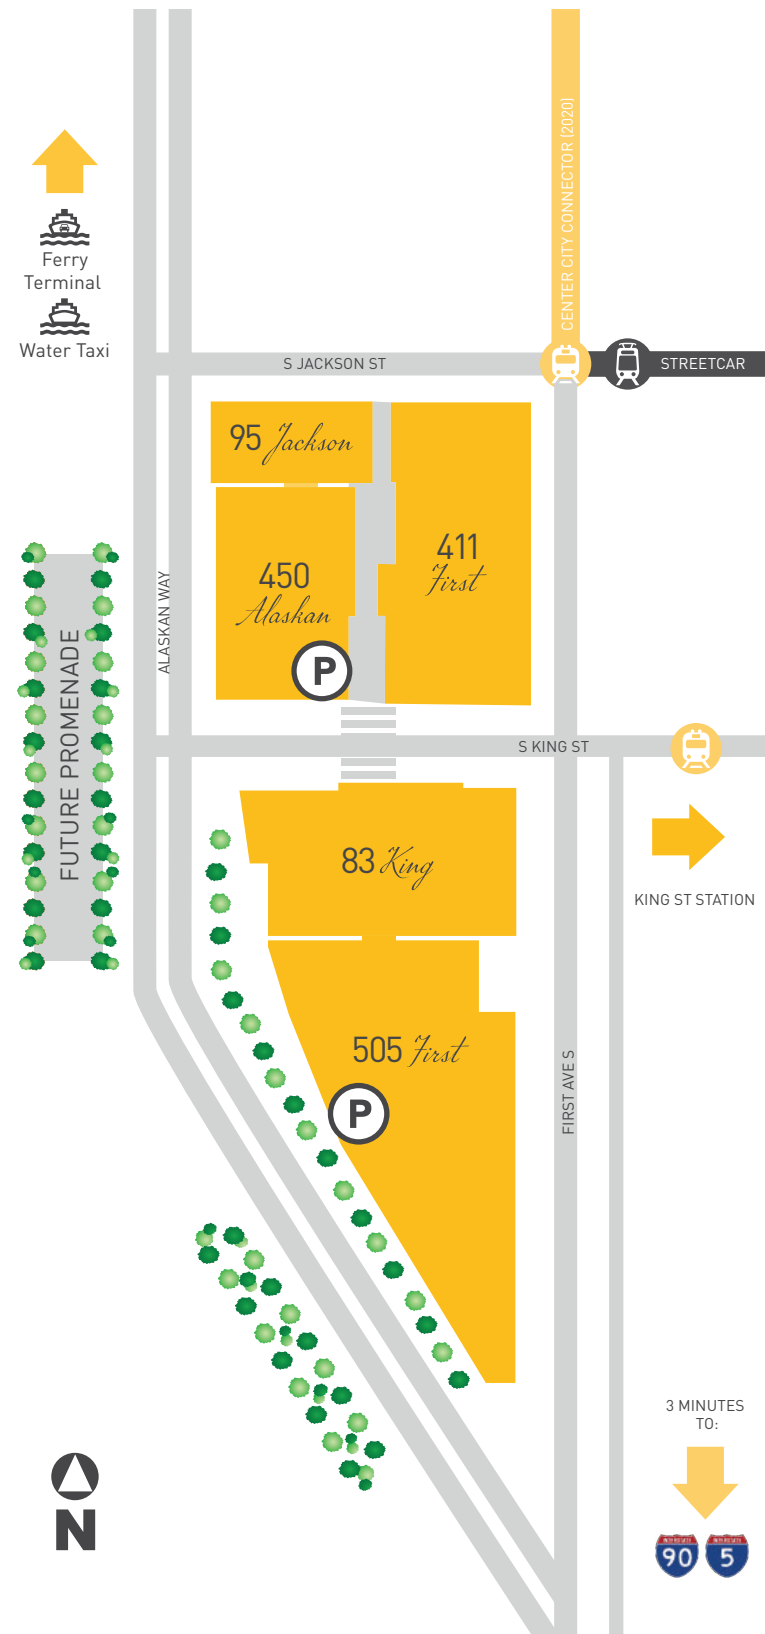 CENTER CITY CONNECTOR (2020)
Ferry
Terminal
Water Taxi
S JACKSON ST
STREETCAR
95 Jackson
411
First
450
Alaskan
P
ALASKAN WAY
FUTURE PROMENADE
S KING ST
83 King
KING ST STATION
505 First
P
FIRST AVE S
3 MINUTES
TO:
90
5
N